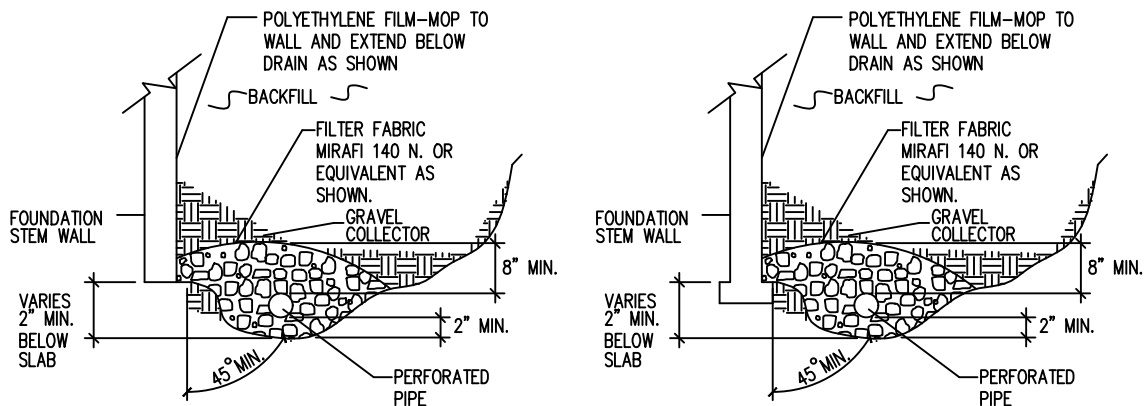 POLYETHYLENE FILM-MOP TO
WALL AND EXTEND BELOW
DRAIN AS SHOWN
BACKFILL
FILTER FABRIC
MIRAFI 140 N. OR
EQUIVALENT AS
SHOWN.
FOUNDATION
STEM WALL
GRAVEL
COLLECTOR
8" MIN.
VARIES
2" MIN.
BELOW
SLAB
2" MIN.
45° MIN.
PERFORATED
PIPE
POLYETHYLENE FILM-MOP TO
WALL AND EXTEND BELOW
DRAIN AS SHOWN
BACKFILL
FILTER FABRIC
MIRAFI 140 N. OR
EQUIVALENT AS
SHOWN.
FOUNDATION
STEM WALL
GRAVEL
COLLECTOR
8" MIN.
VARIES
2" MIN.
BELOW
SLAB
2" MIN.
45° MIN.
PERFORATED
PIPE